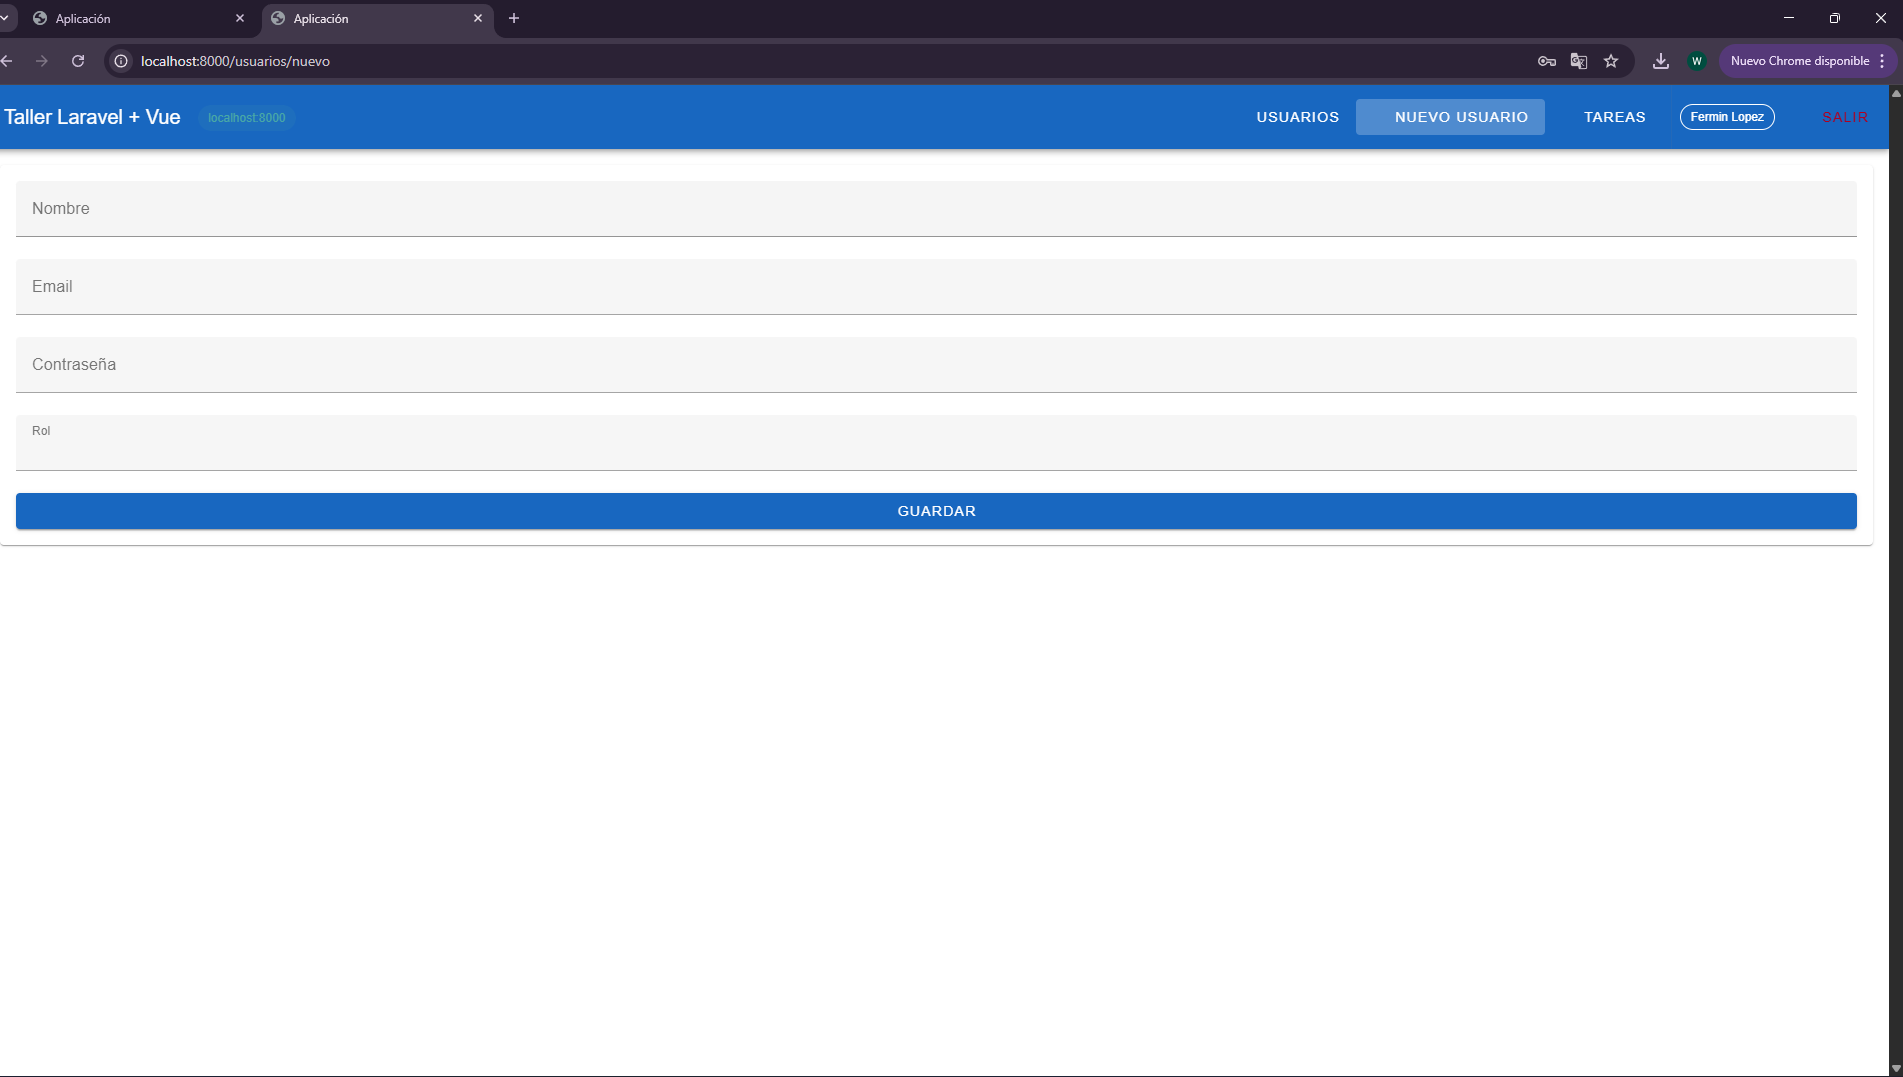 Aplicación
Aplicación
localhost:8000/usuarios/nuevo
W
Nuevo Chrome disponible
Taller Laravel + Vue
localhost:8000
USUARIOS
NUEVO USUARIO
TAREAS
Fermin Lopez
SALIR
Nombre
Email
Contraseña
Rol
GUARDAR